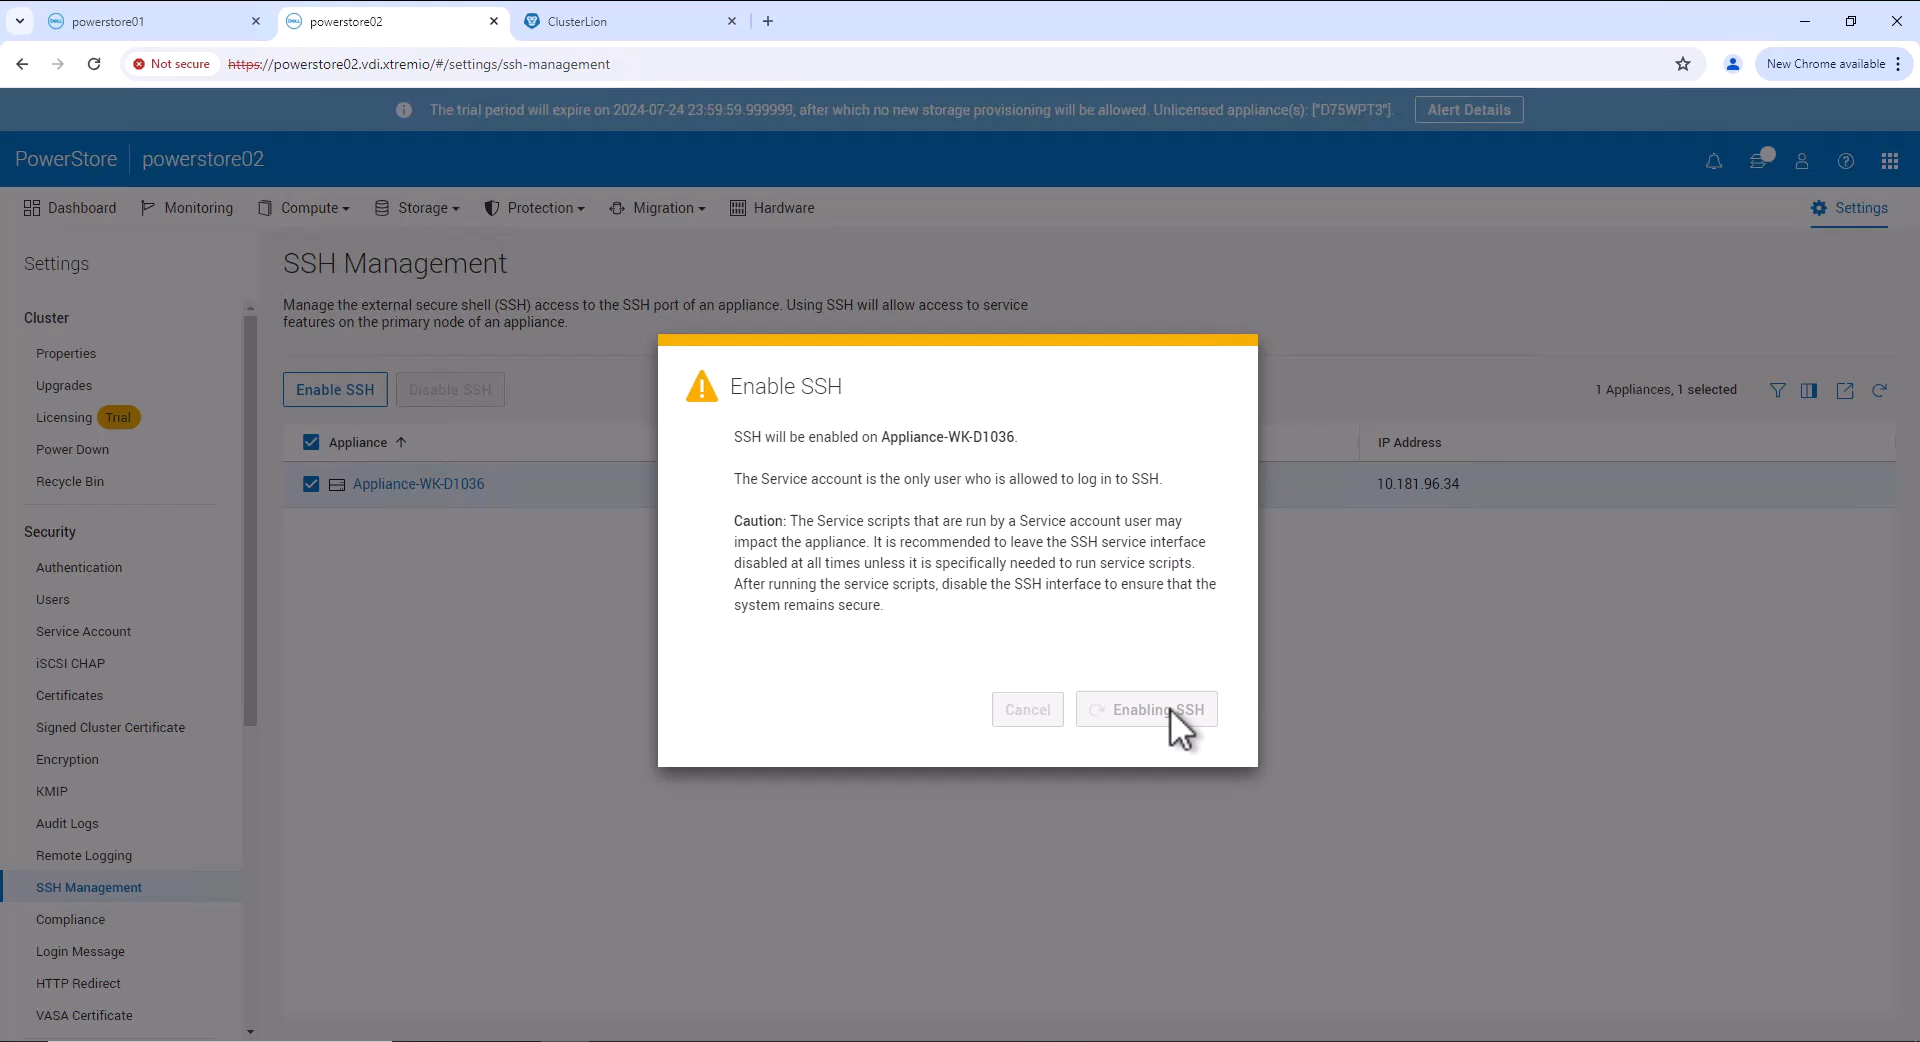 powerstore01
powerstore02
ClusterLion
Not secure
https://powerstore02.vdi.xtremio/#/settings/ssh-management
New Chrome available
The trial period will expire on 2024-07-24 23:59:59.999999, after which no new storage provisioning will be allowed. Unlicensed appliance(s): ["D75WPT3"].
Alert Details
PowerStore
powerstore02
Dashboard
Monitoring
Compute
Storage
Protection
Migration
Hardware
Settings
Settings
Cluster
Properties
Upgrades
Licensing Trial
Power Down
Recycle Bin
Security
Authentication
Users
Service Account
iSCSI CHAP
Certificates
Signed Cluster Certificate
Encryption
KMIP
Audit Logs
Remote Logging
SSH Management
Compliance
Login Message
HTTP Redirect
VASA Certificate
SSH Management
Manage the external secure shell (SSH) access to the SSH port of an appliance. Using SSH will allow access to service
features on the primary node of an appliance.
Enable SSH
Disable SSH
1 Appliances, 1 selected
Appliance
IP Address
Appliance-WK-D1036
10.181.96.34
Enable SSH
SSH will be enabled on Appliance-WK-D1036.
The Service account is the only user who is allowed to log in to SSH.
Caution: The Service scripts that are run by a Service account user may
impact the appliance. It is recommended to leave the SSH service interface
disabled at all times unless it is specifically needed to run service scripts.
After running the service scripts, disable the SSH interface to ensure that the
system remains secure.
Cancel
Enabling SSH